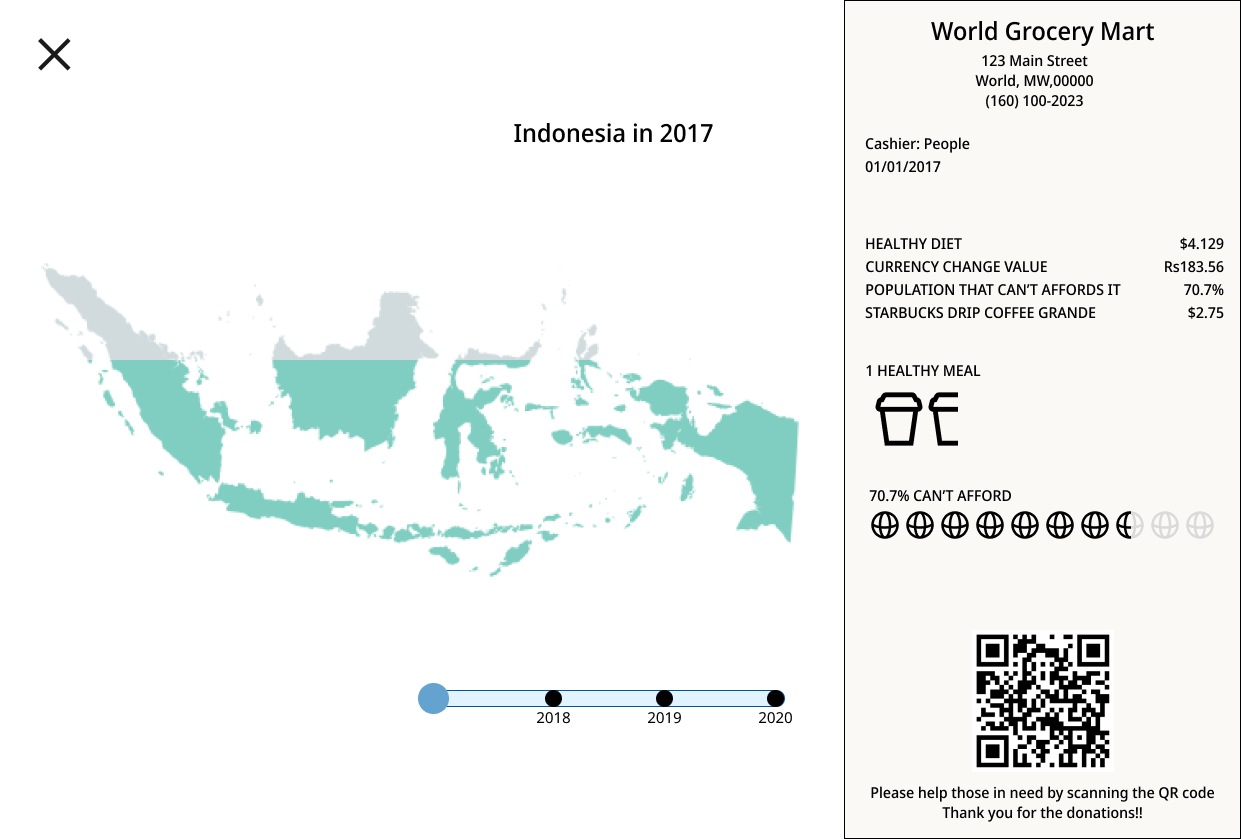 Indonesia in 2017
2018
2019
2020
World Grocery Mart
123 Main Street
World, MW,00000
(160) 100-2023
Cashier: People
01/01/2017
HEALTHY DIET $4.129
CURRENCY CHANGE VALUE Rs183.56
POPULATION THAT CAN'T AFFORDS IT 70.7%
STARBUCKS DRIP COFFEE GRANDE $2.75
1 HEALTHY MEAL
70.7% CAN'T AFFORD
Please help those in need by scanning the QR code
Thank you for the donations!!